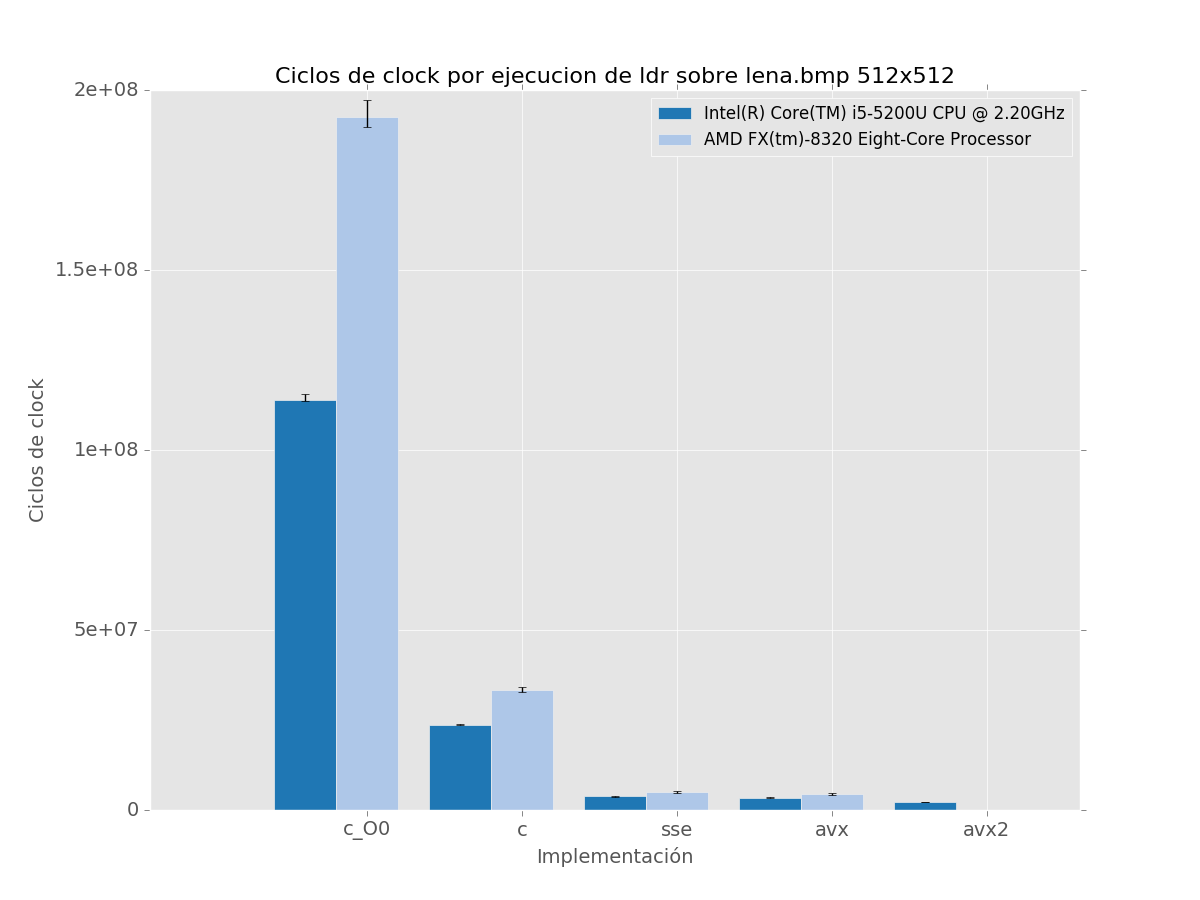 Ciclos de clock por ejecucion de ldr sobre lena.bmp 512x512
Intel(R) Core(TM) i5-5200U CPU @ 2.20GHz
AMD FX(tm)-8320 Eight-Core Processor
2e+08
1.5e+08
1e+08
5e+07
0
Ciclos de clock
c_O0 c sse avx avx2
Implementación